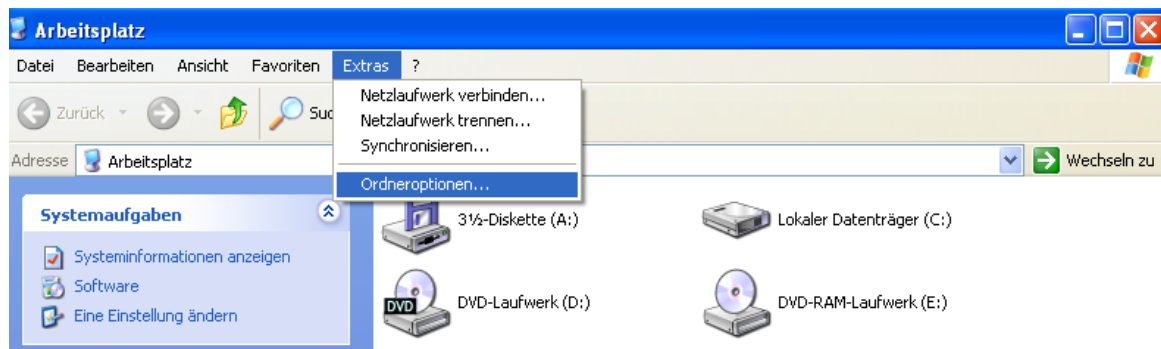 Arbeitsplatz
Datei Bearbeiten Ansicht Favoriten Extras ?
Netzlaufwerk verbinden...
Netzlaufwerk trennen...
Synchronisieren...
Ordneroptionen...
Zurück Suc
Adresse Arbeitsplatz Wechseln zu
Systemaufgaben
Systeminformationen anzeigen
Software
Eine Einstellung ändern
3½-Diskette (A:) Lokaler Datenträger (C:)
DVD DVD-Laufwerk (D:) DVD-RAM-Laufwerk (E:)